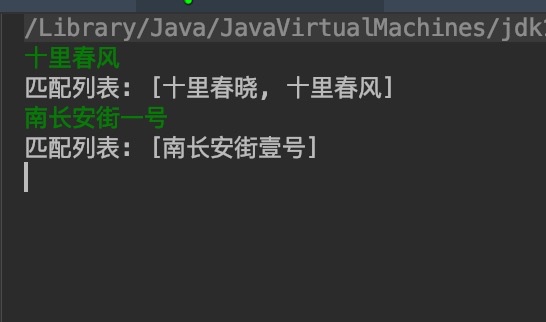 /Library/Java/JavaVirtualMachines/jdk
十里春风
匹配列表: [十里春晓, 十里春风]
南长安街一号
匹配列表: [南长安街壹号]